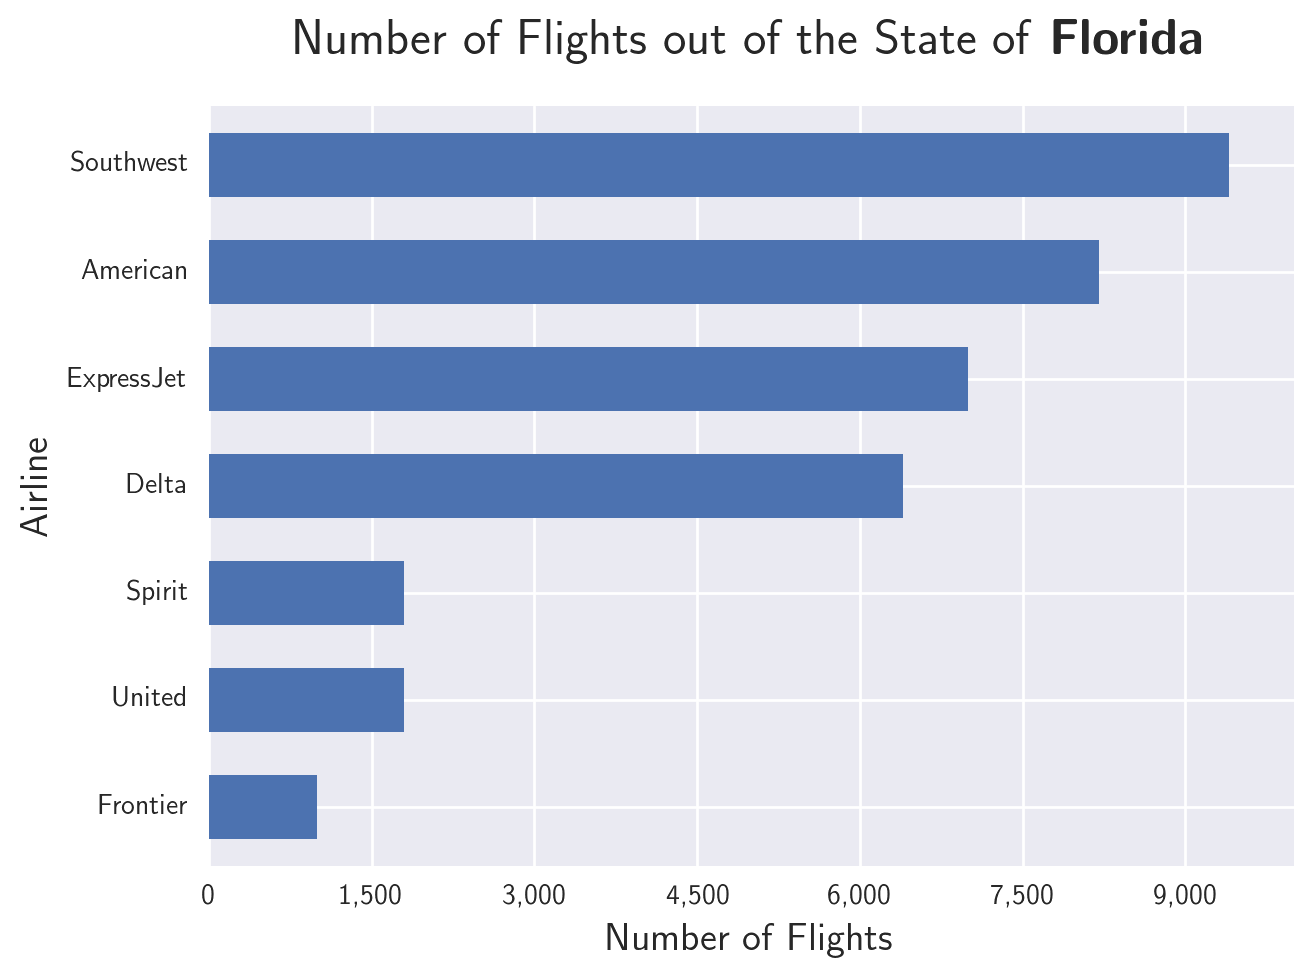 Number of Flights out of the State of Florida
Southwest
American
ExpressJet
Delta
Spirit
United
Frontier
Airline
0 1,500 3,000 4,500 6,000 7,500 9,000
Number of Flights